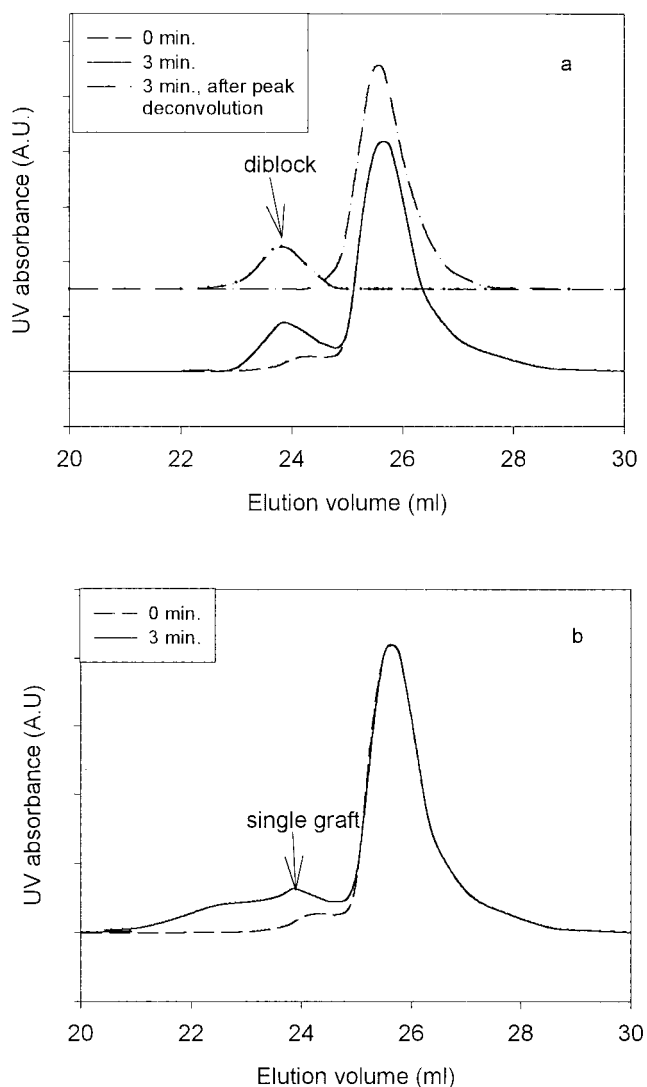 0 min.
3 min.
3 min., after peak
deconvolution
a
diblock
UV absorbance (A.U.)
20 22 24 26 28 30
Elution volume (ml)
0 min.
3 min.
b
single graft
UV absorbance (A.U)
20 22 24 26 28 30
Elution volume (ml)